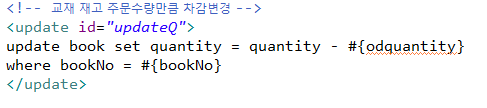 <!-- 교재 재고 주문수량만큼 차감변경 -->
<update id="updateQ">
update book set quantity = quantity - #{odquantity}
where bookNo = #{bookNo}
</update>